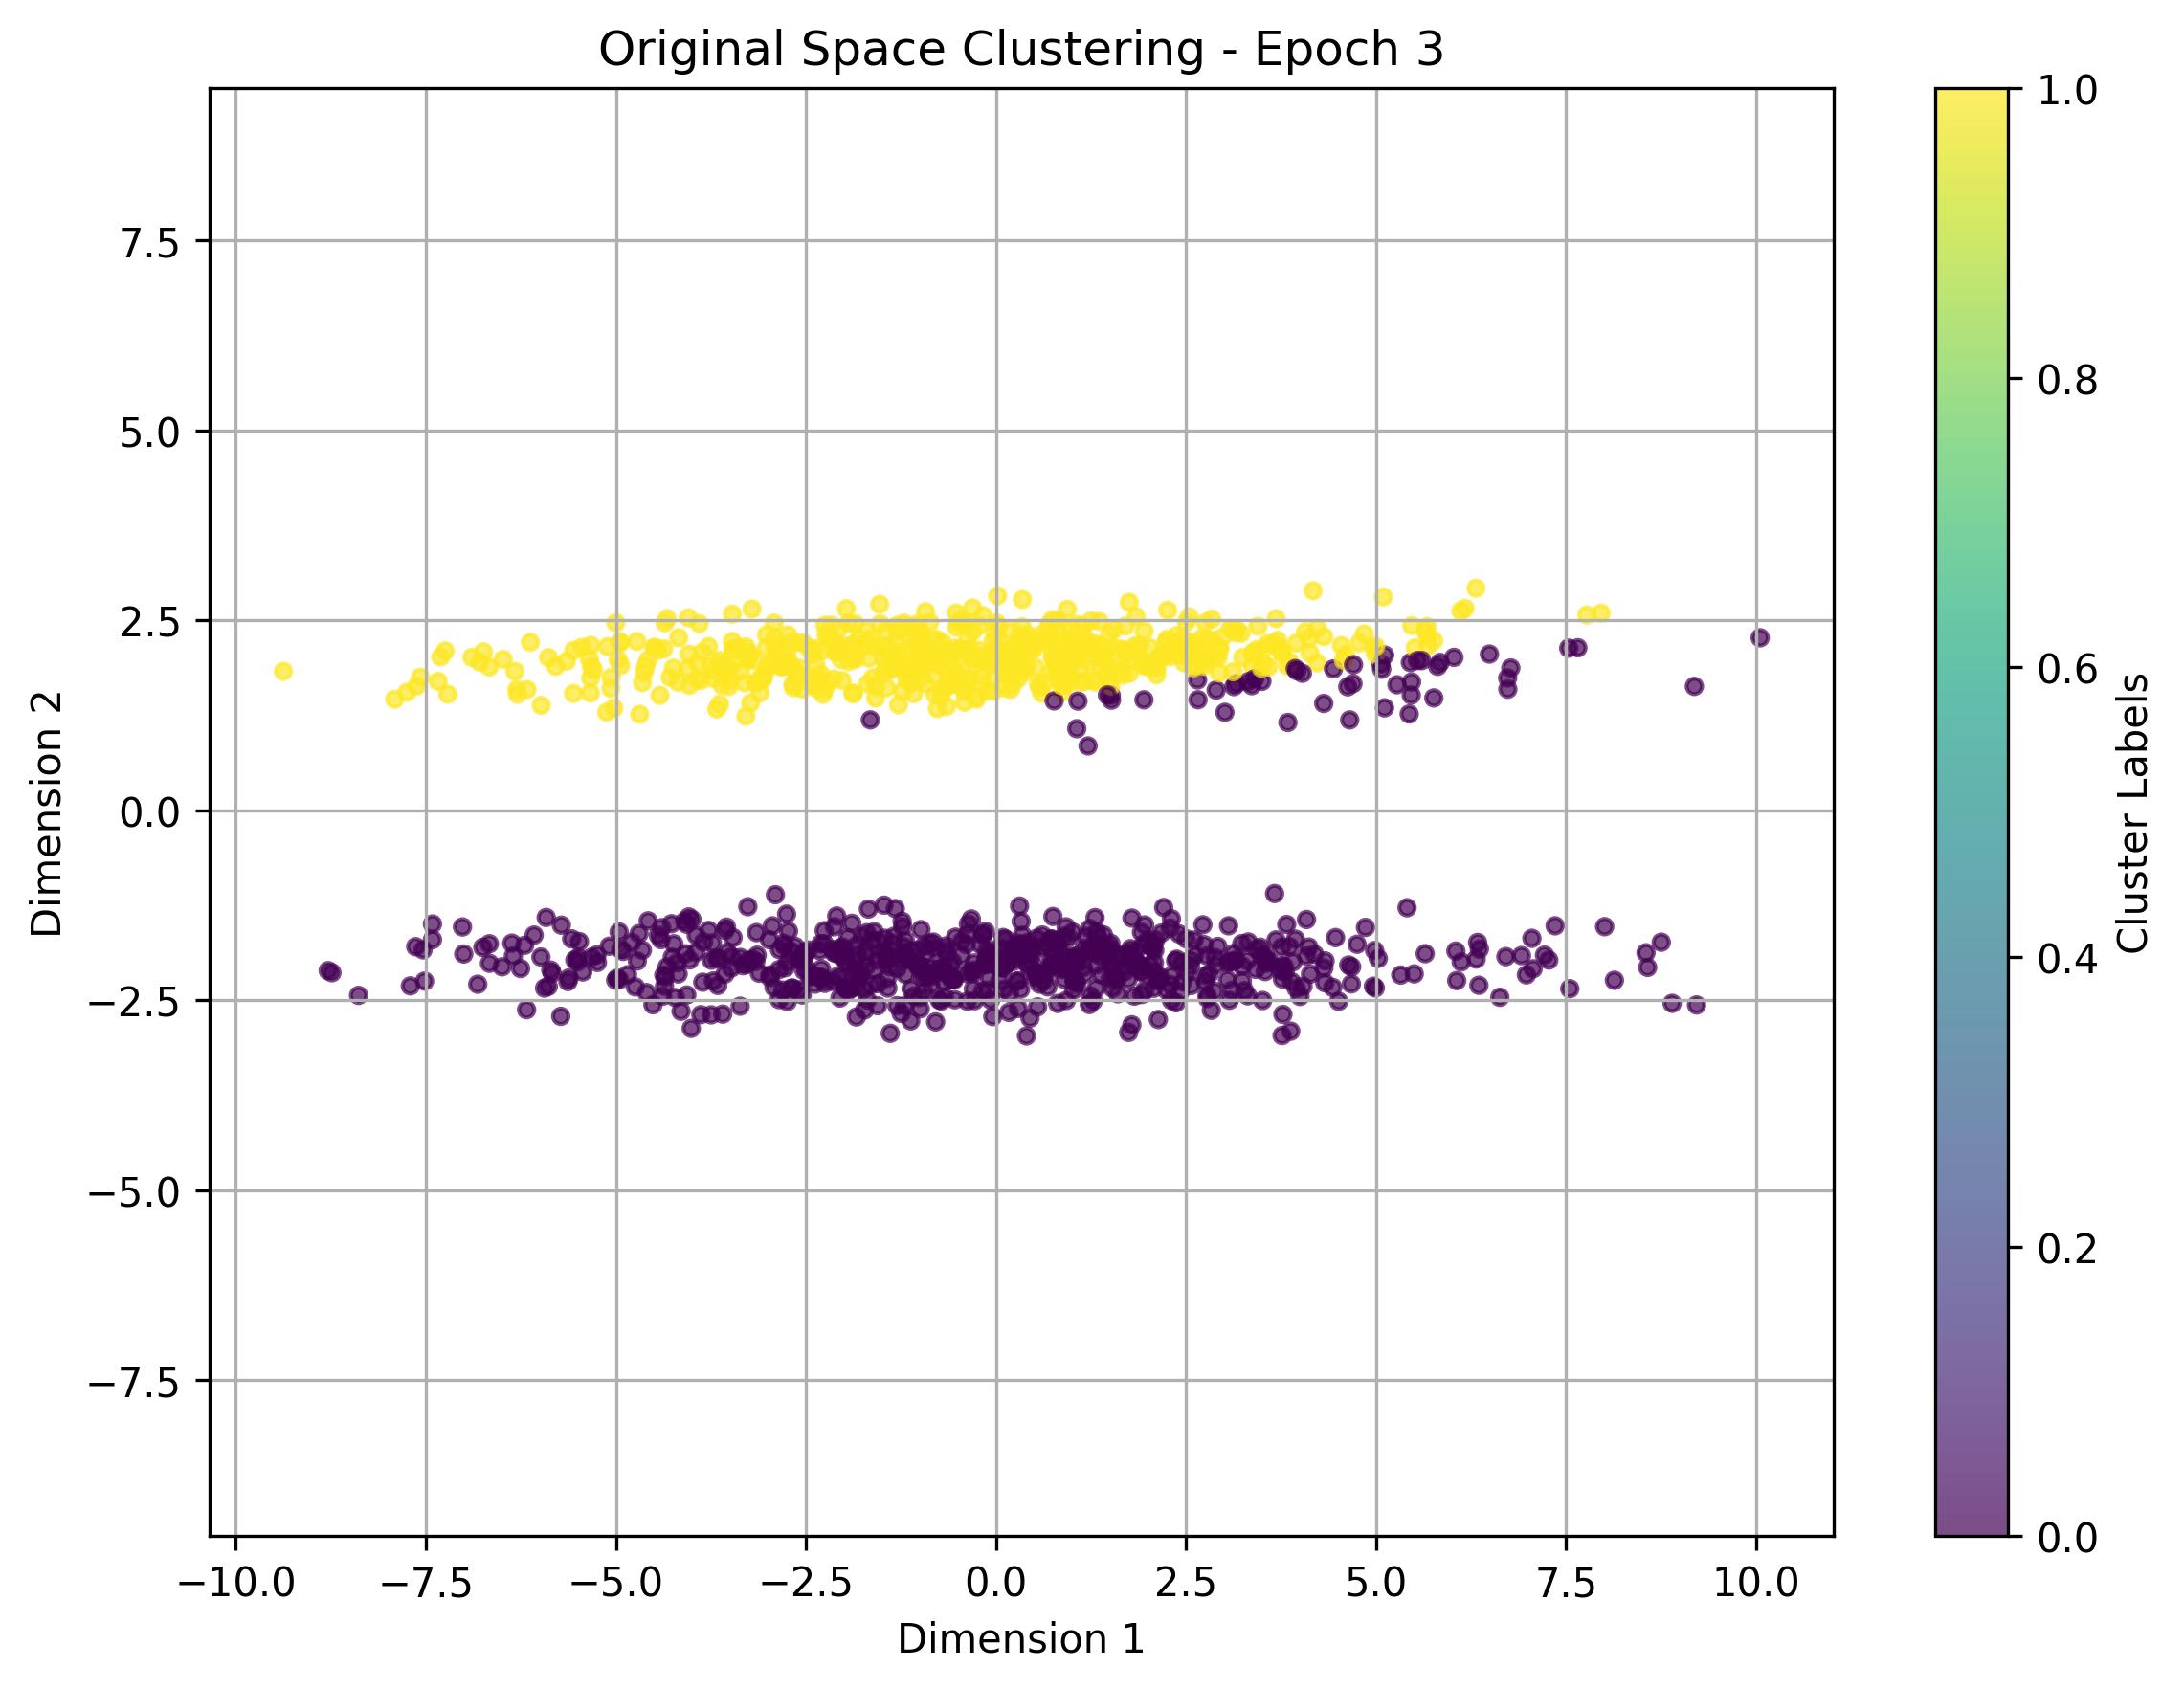 Original Space Clustering - Epoch 3
1.0
0.8
0.6
0.4
0.2
0.0
Cluster Labels
7.5
5.0
2.5
0.0
−2.5
−5.0
−7.5
Dimension 2
−10.0 −7.5 −5.0 −2.5 0.0 2.5 5.0 7.5 10.0
Dimension 1